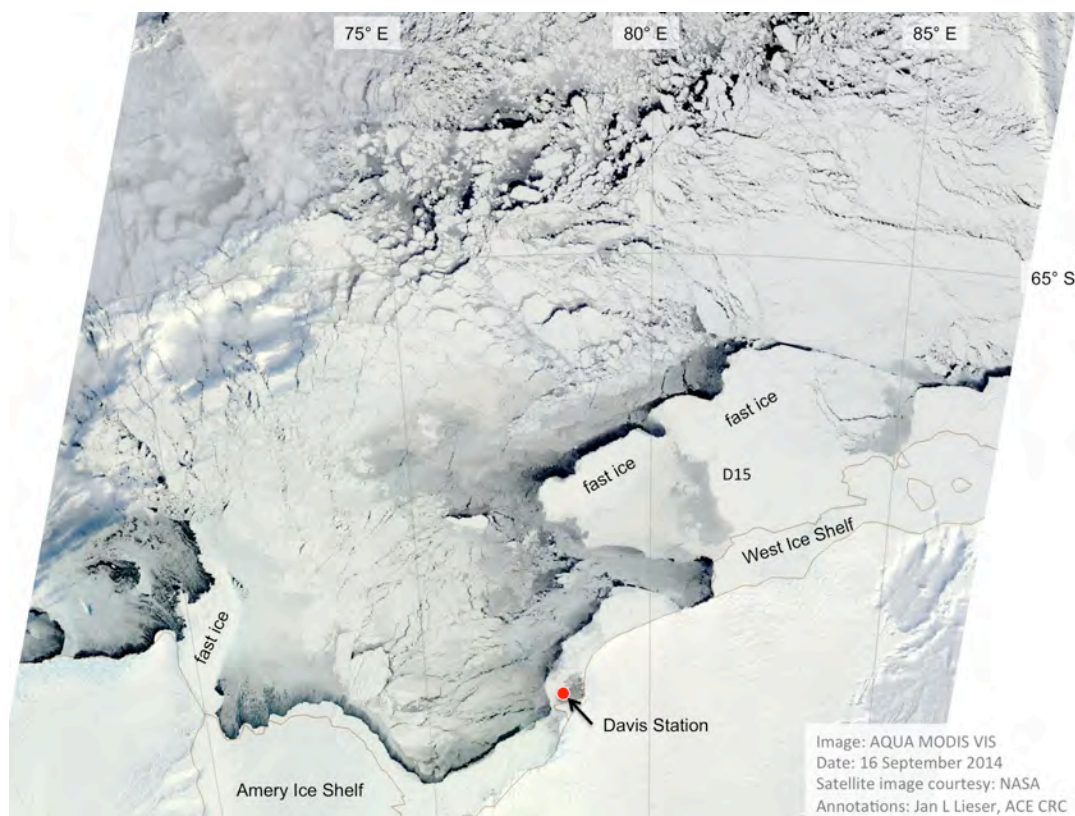 75° E
80° E
85° E
65° S
fast ice
fast ice
D15
West Ice Shelf
fast ice
Davis Station
Amery Ice Shelf
Image: AQUA MODIS VIS
Date: 16 September 2014
Satellite image courtesy: NASA
Annotations: Jan L Lieser, ACE CRC